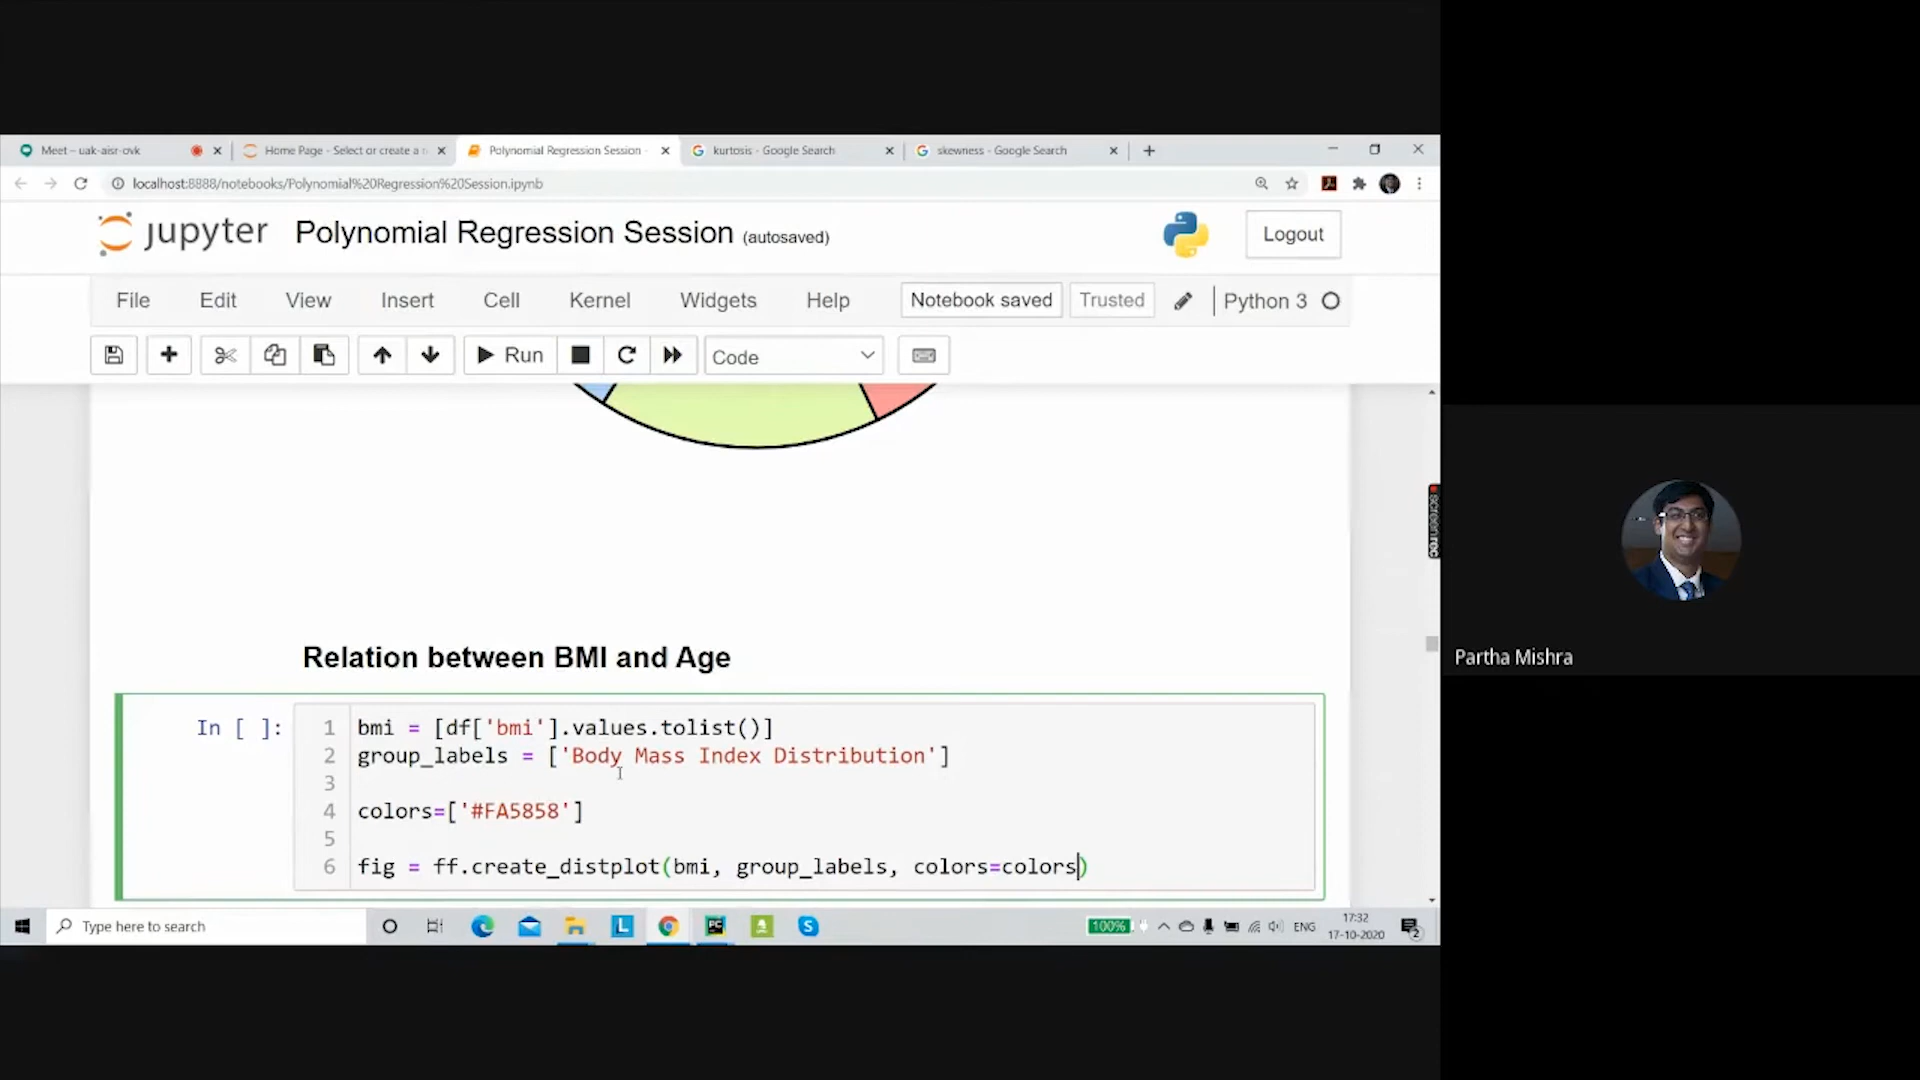 Meet – uak-aisr-ovk
Home Page - Select or create a
Polynomial Regression Session
kurtosis - Google Search
skewness - Google Search
localhost:8888/notebooks/Polynomial%20Regression%20Session.ipynb
jupyter
Polynomial Regression Session (autosaved)
Logout
File Edit View Insert Cell Kernel Widgets Help
Notebook saved
Trusted
Python 3
Run
Code
screenrec
Partha Mishra
Relation between BMI and Age
In [ ]:
1 bmi = [df['bmi'].values.tolist()]
2 group_labels = ['Body Mass Index Distribution']
3
4 colors=['#FA5858']
5
6 fig = ff.create_distplot(bmi, group_labels, colors=colors)
Type here to search
L
PC
S
100%
ENG
17:32
17-10-2020
2